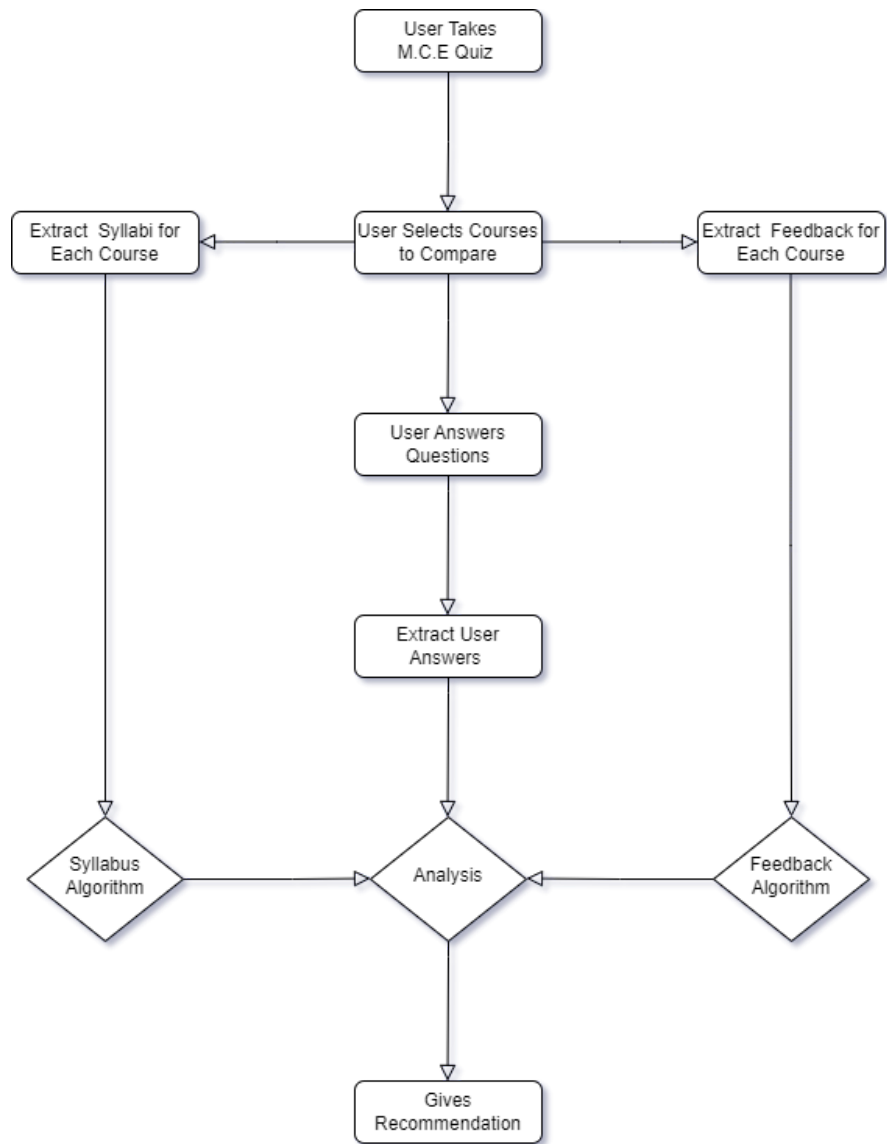 User Takes
M.C.E Quiz
Extract Syllabi for
Each Course
User Selects Courses
to Compare
Extract Feedback for
Each Course
User Answers
Questions
Extract User
Answers
Syllabus
Algorithm
Analysis
Feedback
Algorithm
Gives
Recommendation